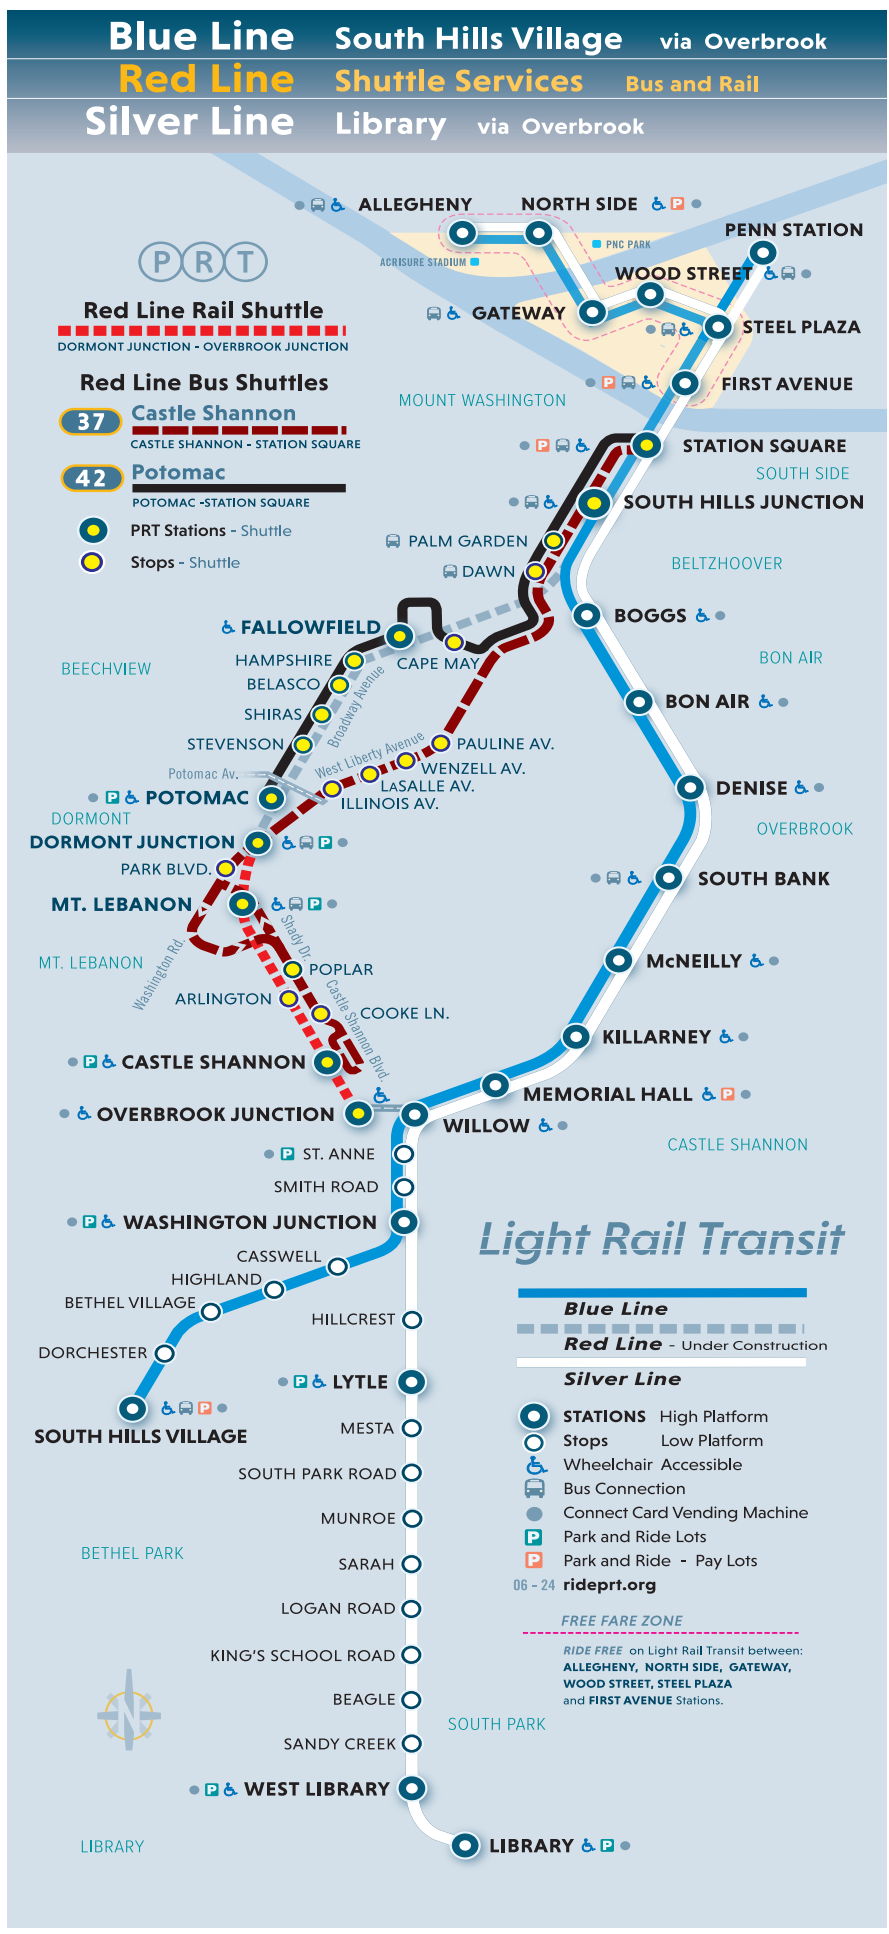 Blue Line South Hills Village via Overbrook
Red Line Shuttle Services Bus and Rail
Silver Line Library via Overbrook
ALLEGHENY
NORTH SIDE P
PENN STATION
PRT
PNC PARK
ACRISURE STADIUM
WOOD STREET
GATEWAY
STEEL PLAZA
Red Line Rail Shuttle
DORMONT JUNCTION - OVERBROOK JUNCTION
Red Line Bus Shuttles
P FIRST AVENUE
MOUNT WASHINGTON
37 Castle Shannon
CASTLE SHANNON - STATION SQUARE
P STATION SQUARE
42 Potomac
POTOMAC -STATION SQUARE
SOUTH SIDE
SOUTH HILLS JUNCTION
PRT Stations - Shuttle
Stops - Shuttle
PALM GARDEN
DAWN
BELTZHOOVER
BOGGS
FALLOWFIELD
HAMPSHIRE
CAPE MAY
BON AIR
BEECHVIEW
BELASCO
Broadway Avenue
BON AIR
SHIRAS
STEVENSON
West Liberty Avenue
PAULINE AV.
Potomac Av.
WENZELL AV.
LASALLE AV.
ILLINOIS AV.
DENISE
P POTOMAC
DORMONT
OVERBROOK
DORMONT JUNCTION P
PARK BLVD.
SOUTH BANK
MT. LEBANON P
Shady Dr.
Washington Rd.
MT. LEBANON
McNEILLY
POPLAR
ARLINGTON
Castle Shannon Blvd.
COOKE LN.
KILLARNEY
P CASTLE SHANNON
MEMORIAL HALL P
OVERBROOK JUNCTION
WILLOW
CASTLE SHANNON
P ST. ANNE
SMITH ROAD
P WASHINGTON JUNCTION
Light Rail Transit
CASSWELL
HIGHLAND
BETHEL VILLAGE
Blue Line
HILLCREST
Red Line - Under Construction
DORCHESTER
Silver Line
P LYTLE
P
SOUTH HILLS VILLAGE
STATIONS High Platform
MESTA
Stops Low Platform
Wheelchair Accessible
SOUTH PARK ROAD
Bus Connection
Connect Card Vending Machine
MUNROE
P Park and Ride Lots
BETHEL PARK
SARAH
P Park and Ride - Pay Lots
06 - 24 rideprt.org
LOGAN ROAD
FREE FARE ZONE
KING'S SCHOOL ROAD
RIDE FREE on Light Rail Transit between:
ALLEGHENY, NORTH SIDE, GATEWAY,
WOOD STREET, STEEL PLAZA
and FIRST AVENUE Stations.
BEAGLE
N
SOUTH PARK
SANDY CREEK
P WEST LIBRARY
LIBRARY
LIBRARY P